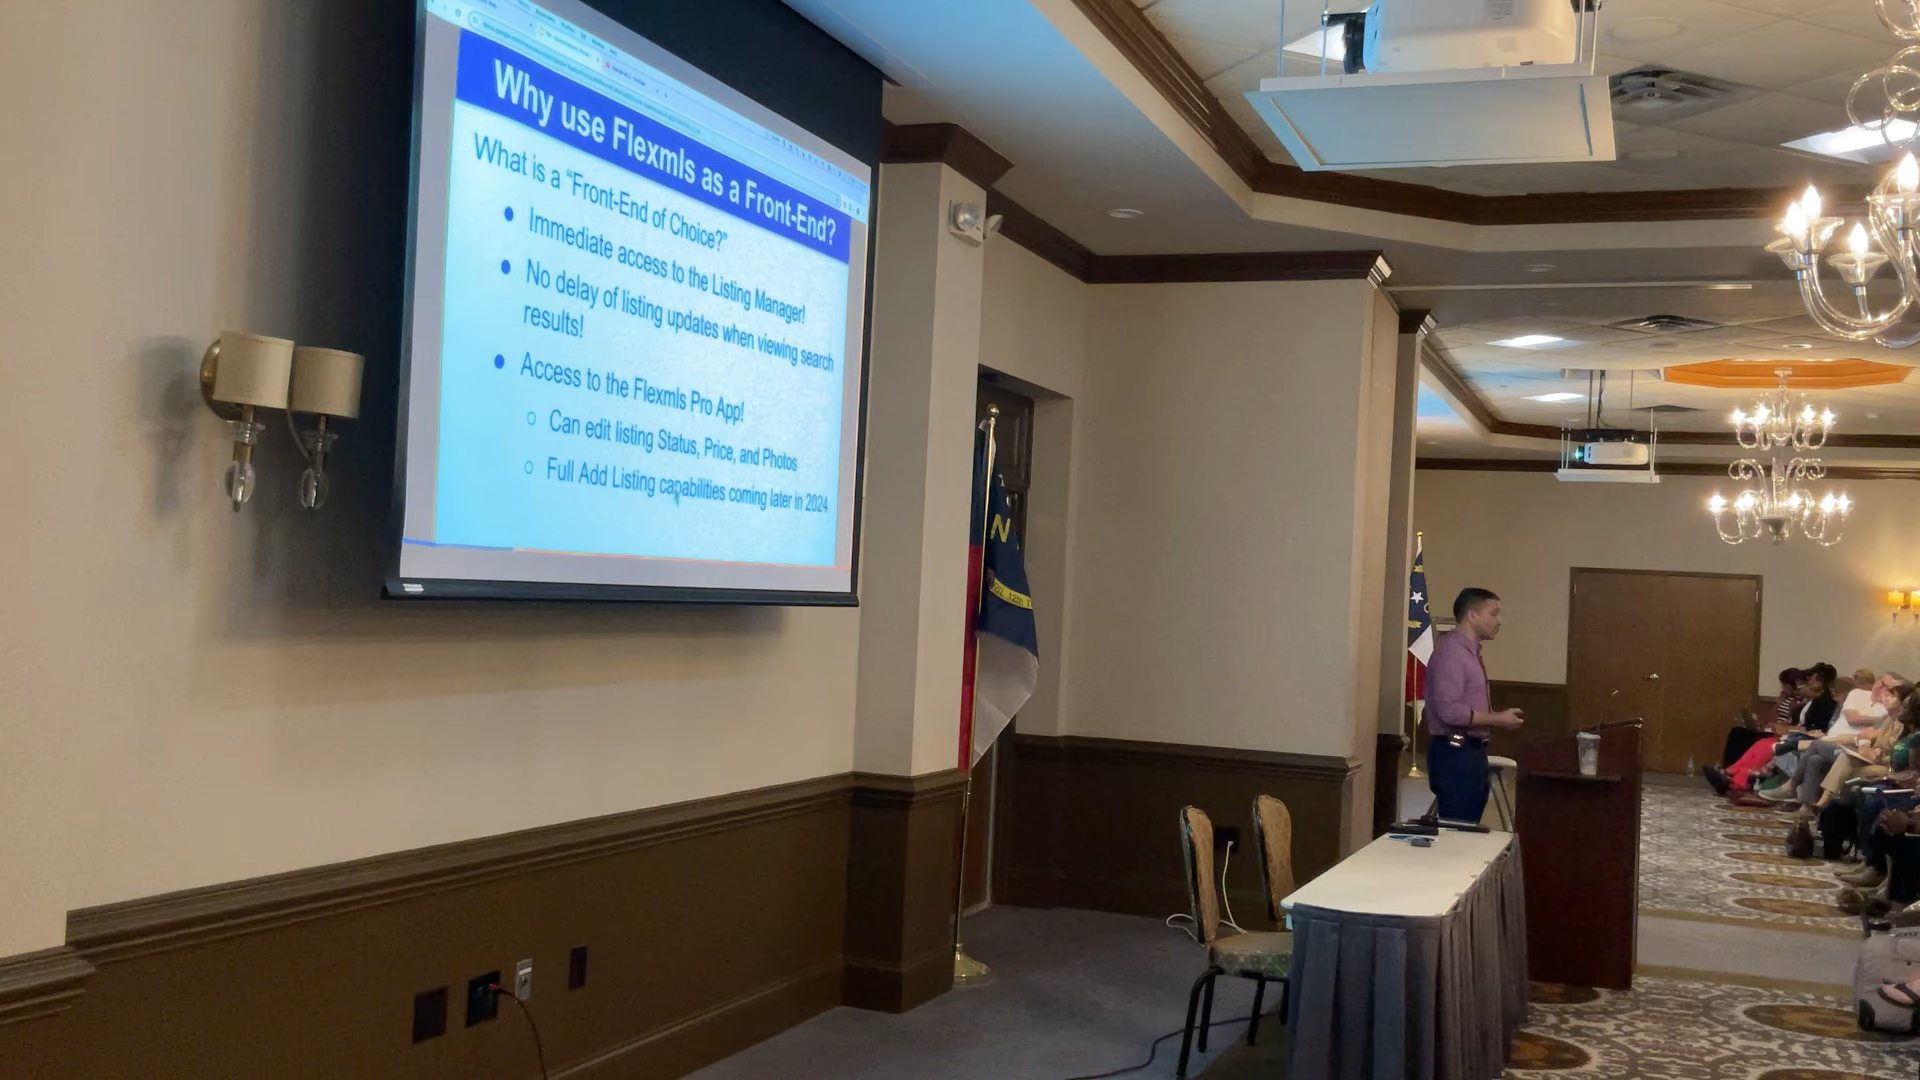 Why use Flexmls as a Front-End?
What is a “Front-End of Choice?”
Immediate access to the Listing Manager!
No delay of listing updates when viewing search
results!
Access to the Flexmls Pro App!
Can edit listing Status, Price, and Photos
Full Add Listing capabilities coming later in 2024
N